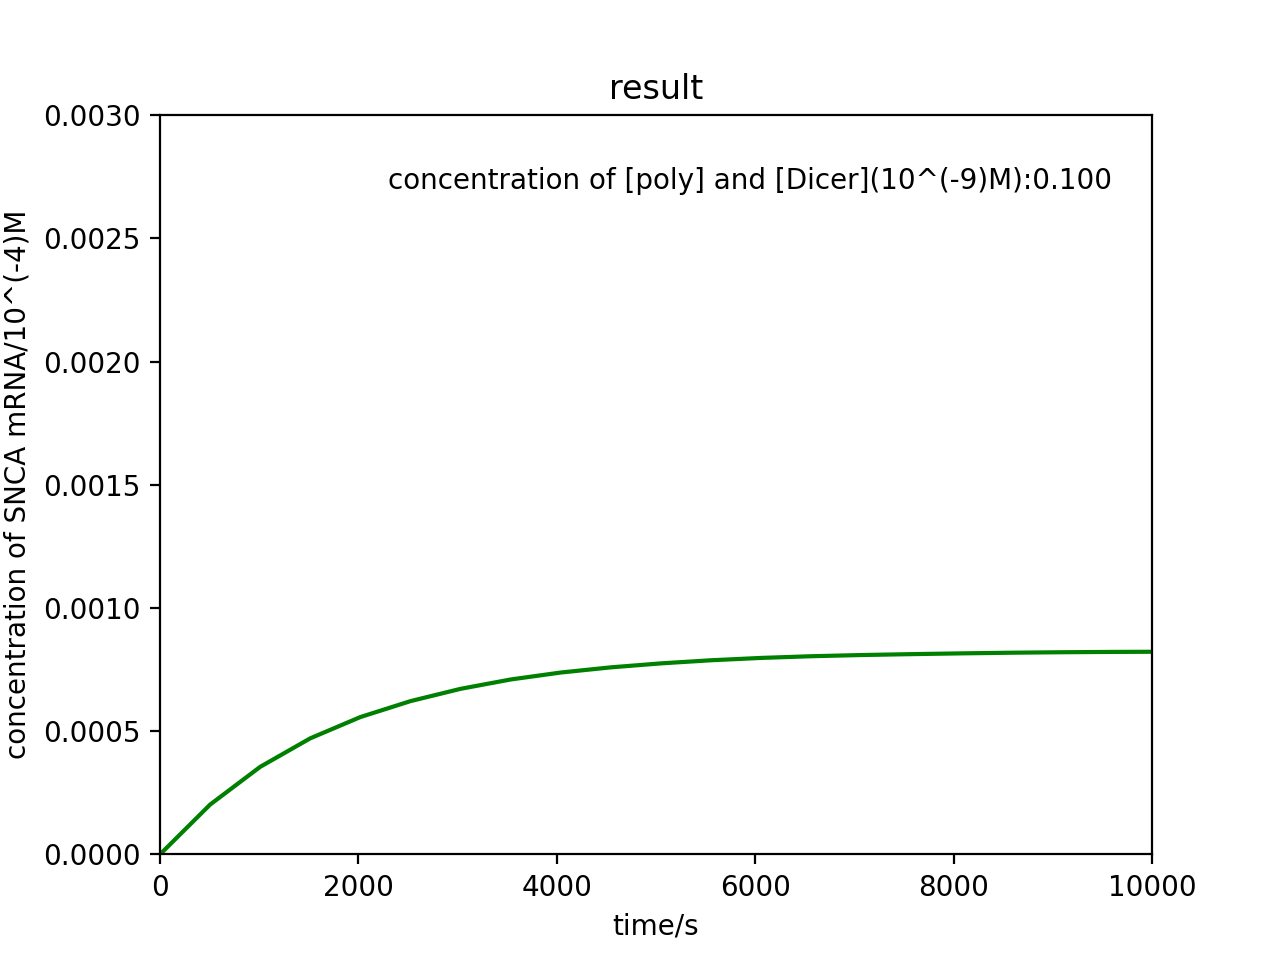 result
concentration of [poly] and [Dicer](10^(-9)M):0.100
concentration of SNCA mRNA/10^(-4)M
0.0030
0.0025
0.0020
0.0015
0.0010
0.0005
0.0000
0 2000 4000 6000 8000 10000
time/s